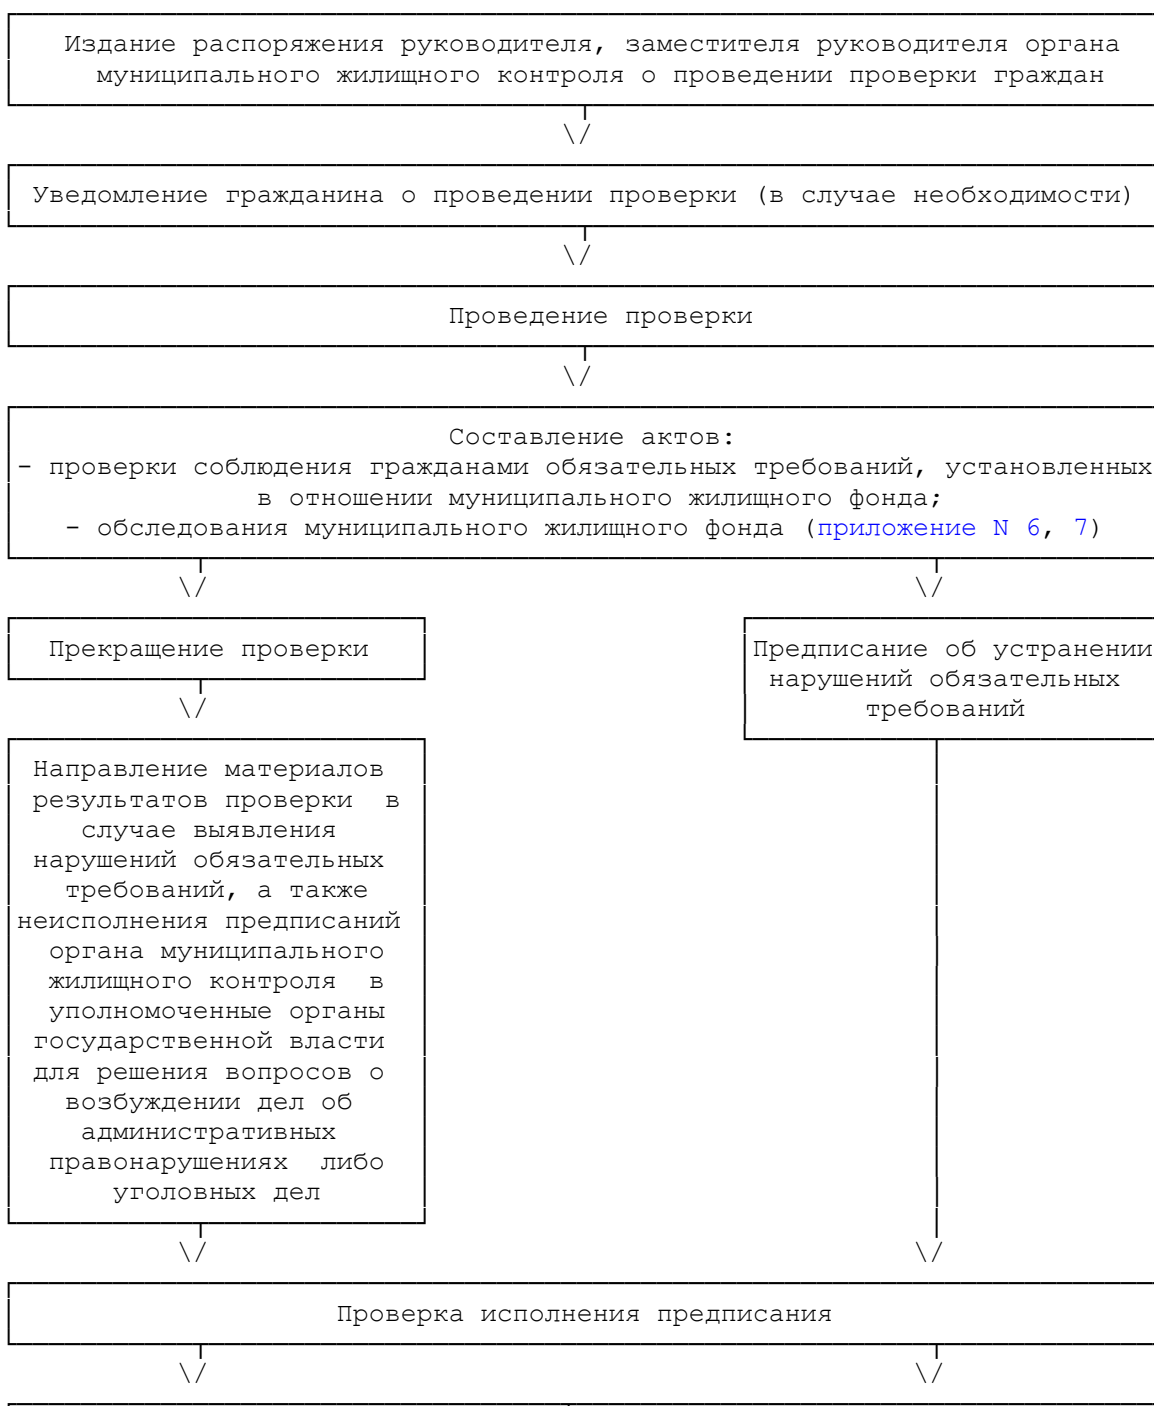 Издание распоряжения руководителя, заместителя руководителя органа
муниципального жилищного контроля о проведении проверки граждан
\/
Уведомление гражданина о проведении проверки (в случае необходимости)
\/
Проведение проверки
\/
Составление актов:
- проверки соблюдения гражданами обязательных требований, установленных
в отношении муниципального жилищного фонда;
- обследования муниципального жилищного фонда (приложение N 6, 7)
\/ \/
Прекращение проверки
\/
Направление материалов
результатов проверки в
случае выявления
нарушений обязательных
требований, а также
неисполнения предписаний
органа муниципального
жилищного контроля в
уполномоченные органы
государственной власти
для решения вопросов о
возбуждении дел об
административных
правонарушениях либо
уголовных дел
Предписание об устранении
нарушений обязательных
требований
\/ \/
Проверка исполнения предписания
\/ \/